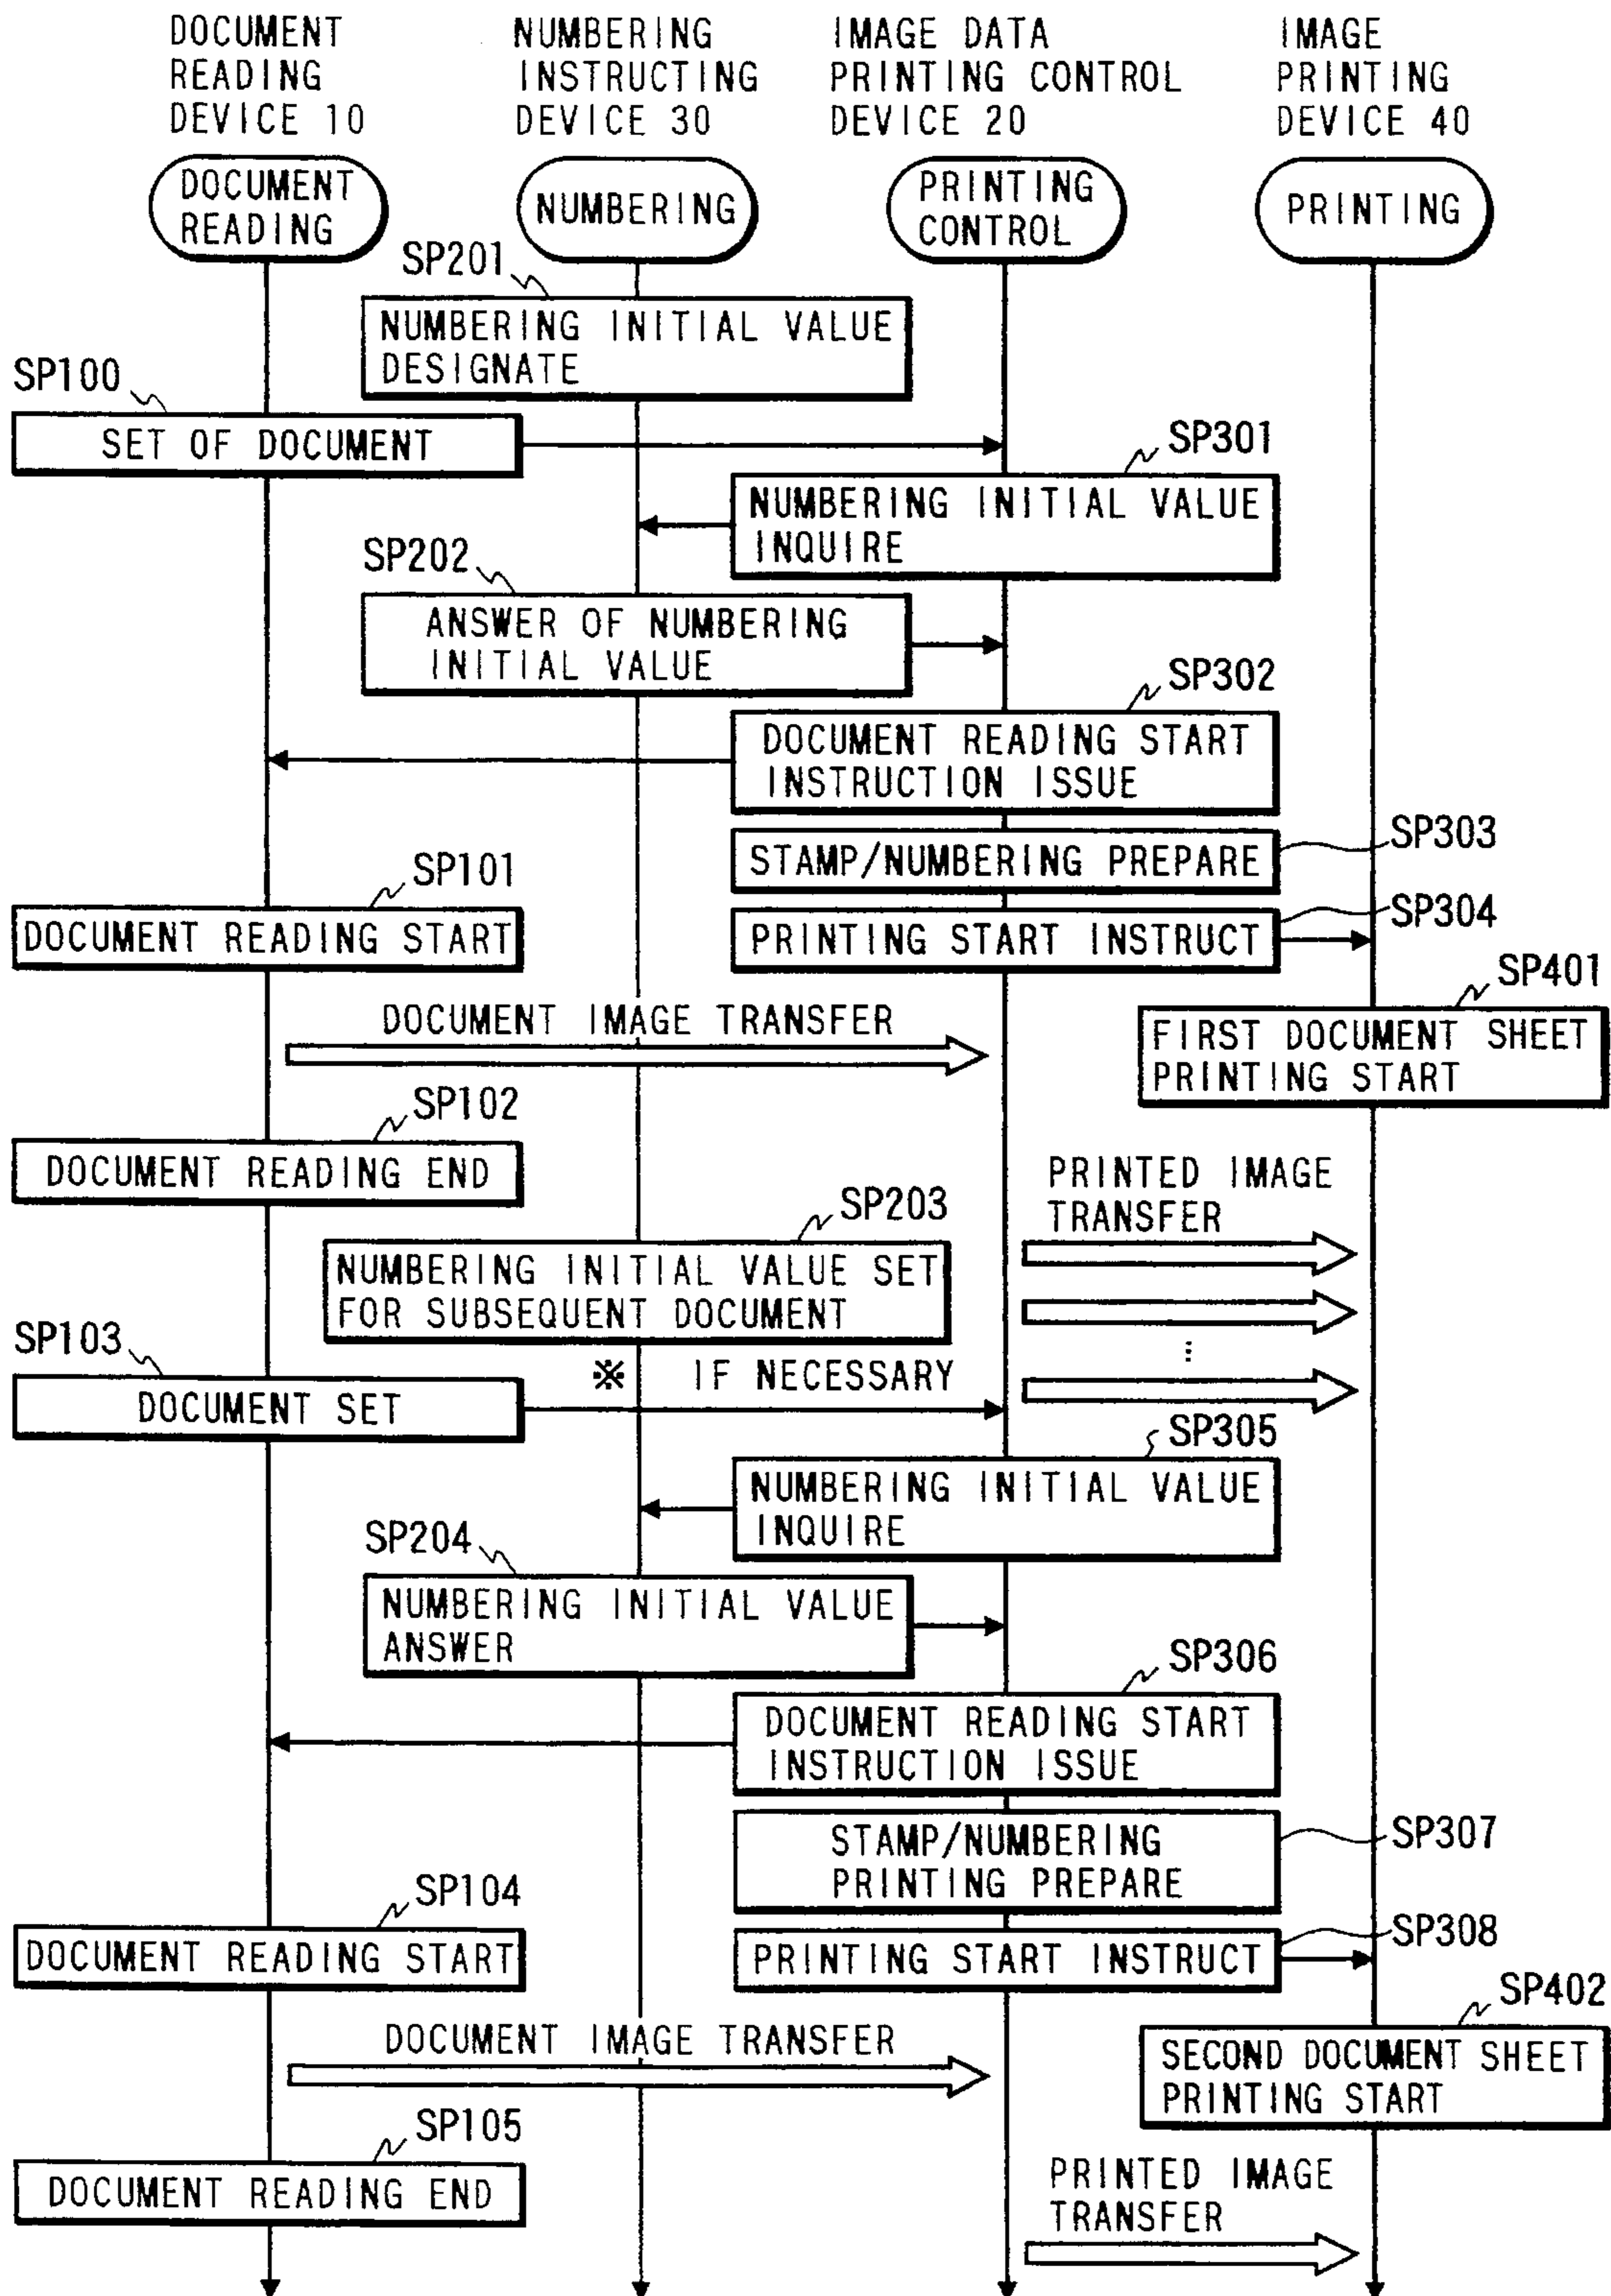 DOCUMENT
READING
DEVICE 10
NUMBERING
INSTRUCTING
DEVICE 30
IMAGE DATA
PRINTING CONTROL
DEVICE 20
IMAGE
PRINTING
DEVICE 40
DOCUMENT
READING
NUMBERING
PRINTING
CONTROL
PRINTING
SP201
NUMBERING INITIAL VALUE
DESIGNATE
SP100
SET OF DOCUMENT
SP301
NUMBERING INITIAL VALUE
INQUIRE
SP202
ANSWER OF NUMBERING
INITIAL VALUE
SP302
DOCUMENT READING START
INSTRUCTION ISSUE
SP303
STAMP/NUMBERING PREPARE
SP101
DOCUMENT READING START
SP304
PRINTING START INSTRUCT
SP401
FIRST DOCUMENT SHEET
PRINTING START
DOCUMENT IMAGE TRANSFER
SP102
DOCUMENT READING END
PRINTED IMAGE
TRANSFER
SP203
NUMBERING INITIAL VALUE SET
FOR SUBSEQUENT DOCUMENT
⋮
※ IF NECESSARY
SP103
DOCUMENT SET
SP305
NUMBERING INITIAL VALUE
INQUIRE
SP204
NUMBERING INITIAL VALUE
ANSWER
SP306
DOCUMENT READING START
INSTRUCTION ISSUE
SP307
STAMP/NUMBERING
PRINTING PREPARE
SP104
DOCUMENT READING START
SP308
PRINTING START INSTRUCT
SP402
SECOND DOCUMENT SHEET
PRINTING START
DOCUMENT IMAGE TRANSFER
SP105
DOCUMENT READING END
PRINTED IMAGE
TRANSFER